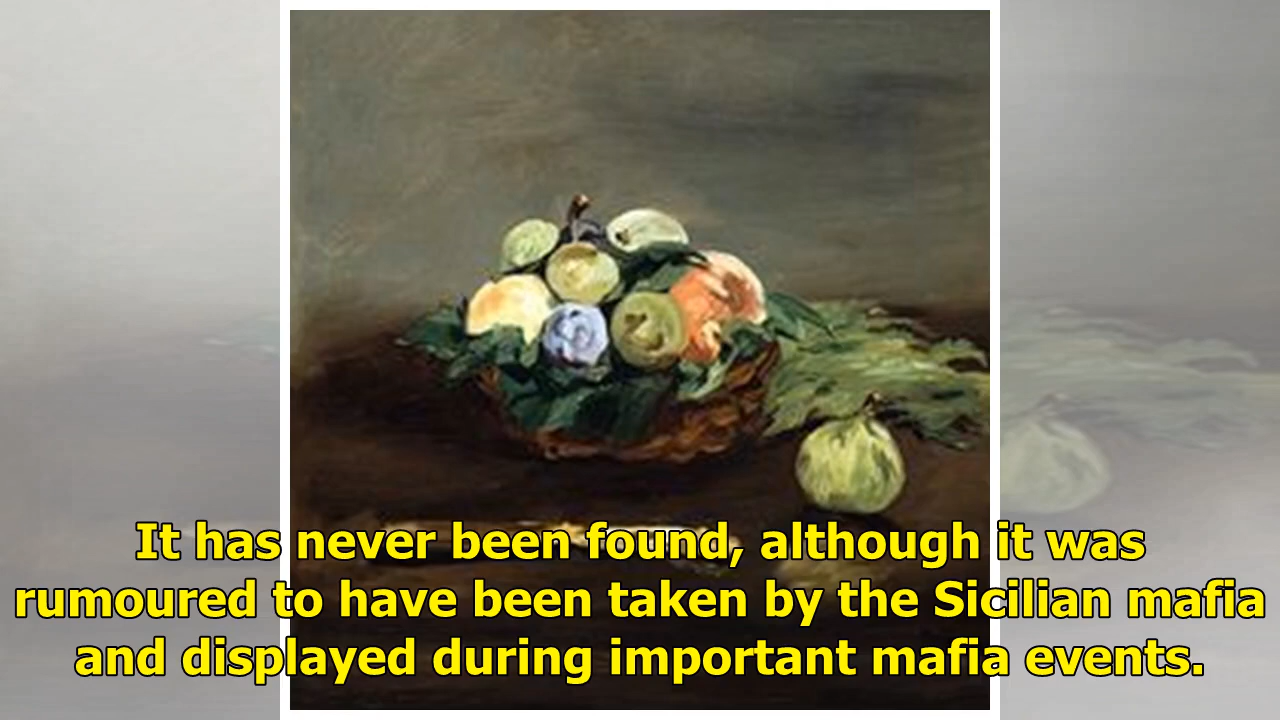 It has never been found, although it was
rumoured to have been taken by the Sicilian mafia
and displayed during important mafia events.